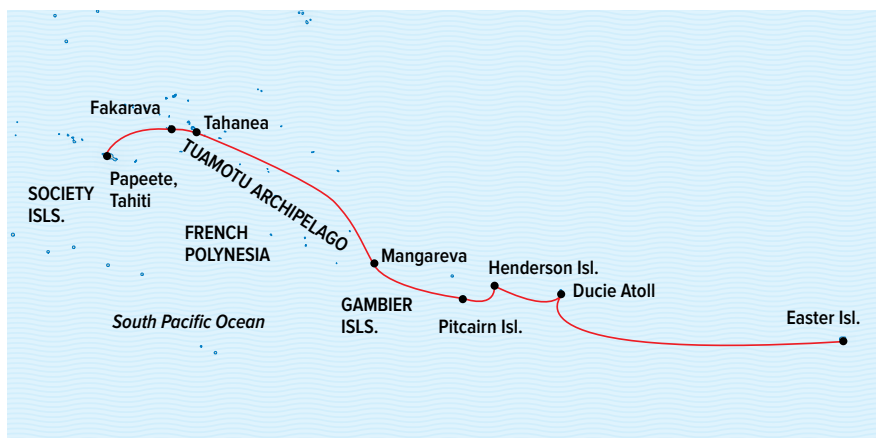 Fakarava
Tahanea
Papeete,
Tahiti
SOCIETY
ISLS.
TUAMOTU ARCHIPELAGO
FRENCH
POLYNESIA
Mangareva
Henderson Isl.
Ducie Atoll
GAMBIER
ISLS.
Pitcairn Isl.
Easter Isl.
South Pacific Ocean